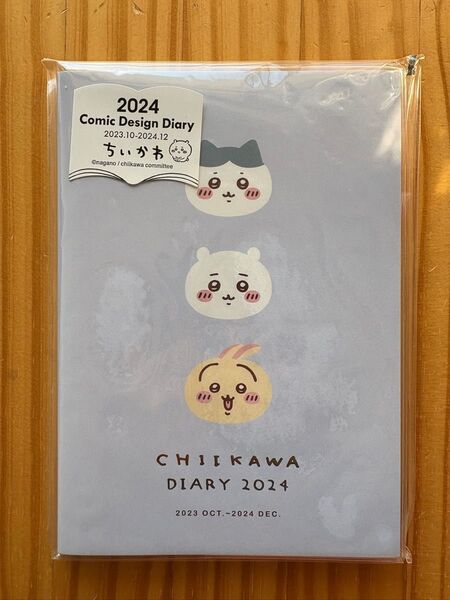 2024
Comic Design Diary
2023.10-2024.12
ちいかわ
©nagano / chiikawa committee
CHIIKAWA
DIARY 2024
2023 OCT.~2024 DEC.